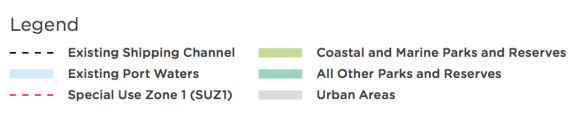 Legend
Existing Shipping Channel
Existing Port Waters
Special Use Zone 1 (SUZ1)
Coastal and Marine Parks and Reserves
All Other Parks and Reserves
Urban Areas